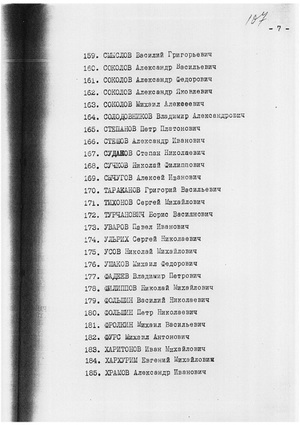 187
- 7 -
159. СМЫСЛОВ Василий Григорьевич
160. СОКОЛОВ Александр Васильевич
161. СОКОЛОВ Александр Федорович
162. СОКОЛОВ Александр Яковлевич
163. СОКОЛОВ Михаил Алексеевич
164. СОЛОДОВНИКОВ Владимир Александрович
165. СТЕПАНОВ Петр Платонович
166. СТЕШОВ Александр Иванович
167. СУДАКОВ Степан Николаевич
168. СУЧКОВ Николай Филиппович
169. СЫЧУГОВ Алексей Иванович
170. ТАРАКАНОВ Григорий Васильевич
171. ТИХОНОВ Сергей Михайлович
172. ТУРЧАНОВИЧ Борис Васильевич
173. УВАРОВ Павел Иванович
174. УЛЬРИХ Сергей Николаевич
175. УСОВ Николай Михайлович
176. УШАКОВ Михаил Федорович
177. ФАДЕЕВ Владимир Петрович
178. ФИЛИППОВ Николай Михайлович
179. ФОЛЬШИН Василий Николаевич
180. ФОЛЬШИН Петр Николаевич
181. ФРОЛКИН Михаил Васильевич
182. ФУРС Михаил Антонович
183. ХАРИТОНОВ Иван Михайлович
184. ХАРХУРИМ Евгений Михайлович
185. ХРАМОВ Александр Иванович